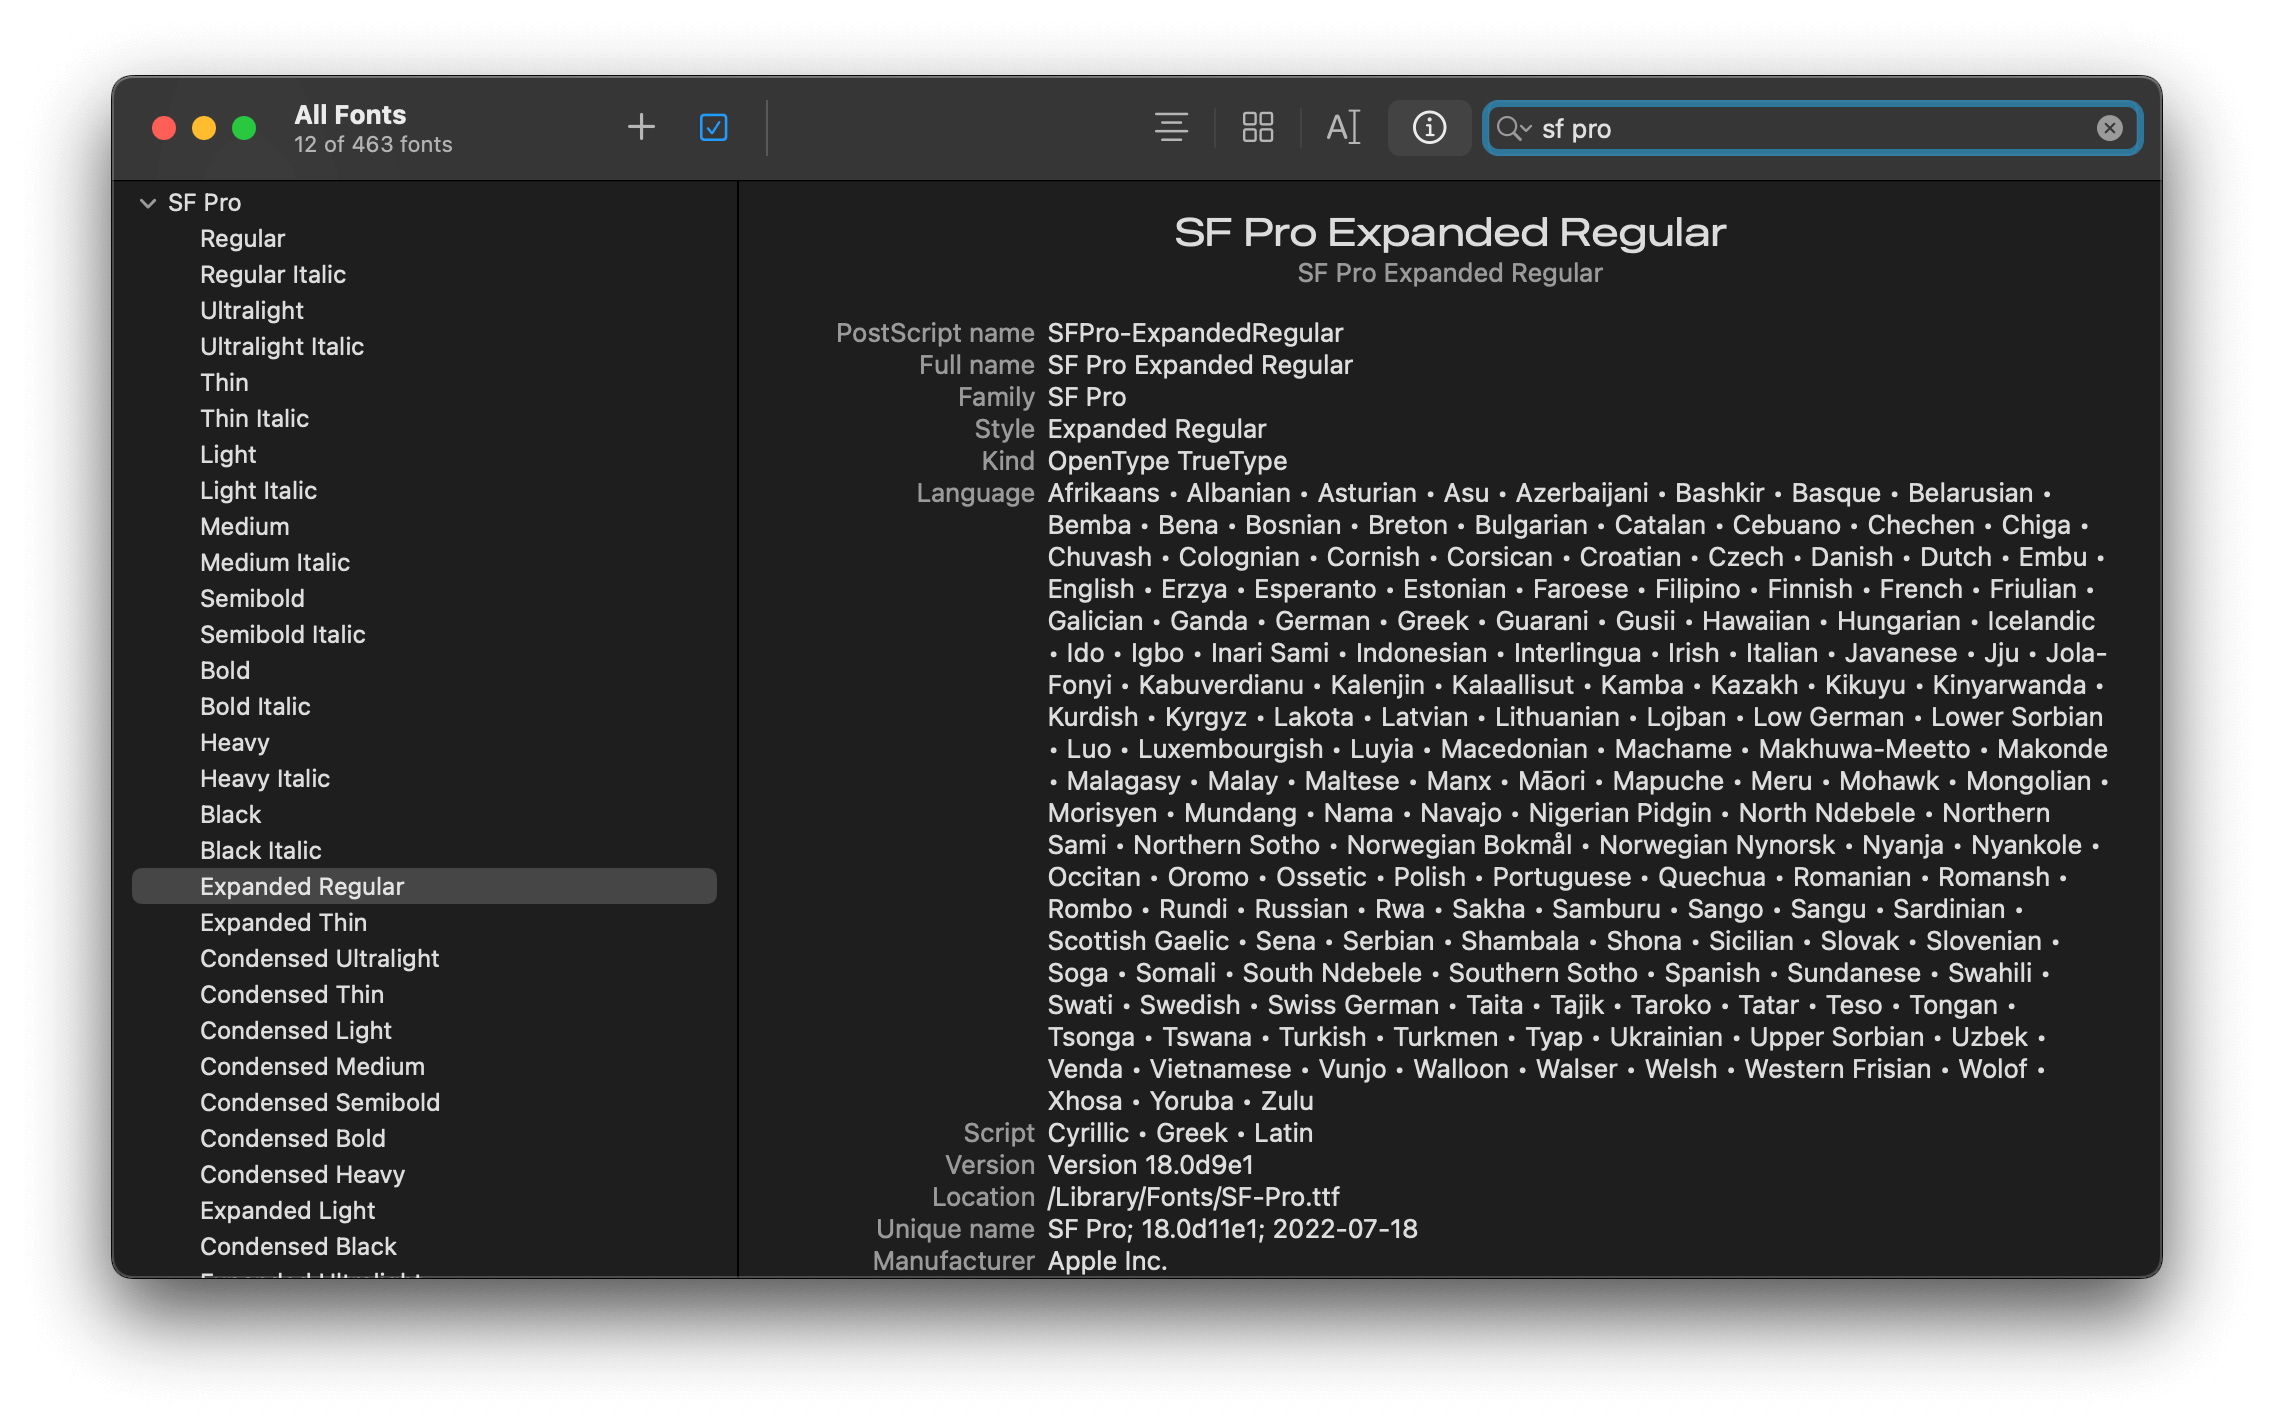 All Fonts
12 of 463 fonts
sf pro
SF Pro
Regular
Regular Italic
Ultralight
Ultralight Italic
Thin
Thin Italic
Light
Light Italic
Medium
Medium Italic
Semibold
Semibold Italic
Bold
Bold Italic
Heavy
Heavy Italic
Black
Black Italic
Expanded Regular
Expanded Thin
Condensed Ultralight
Condensed Thin
Condensed Light
Condensed Medium
Condensed Semibold
Condensed Bold
Condensed Heavy
Expanded Light
Condensed Black
Expanded Ultralight
SF Pro Expanded Regular
SF Pro Expanded Regular
PostScript name SFPro-ExpandedRegular
Full name SF Pro Expanded Regular
Family SF Pro
Style Expanded Regular
Kind OpenType TrueType
Language Afrikaans • Albanian • Asturian • Asu • Azerbaijani • Bashkir • Basque • Belarusian •
Bemba • Bena • Bosnian • Breton • Bulgarian • Catalan • Cebuano • Chechen • Chiga •
Chuvash • Colognian • Cornish • Corsican • Croatian • Czech • Danish • Dutch • Embu •
English • Erzya • Esperanto • Estonian • Faroese • Filipino • Finnish • French • Friulian •
Galician • Ganda • German • Greek • Guarani • Gusii • Hawaiian • Hungarian • Icelandic
• Ido • Igbo • Inari Sami • Indonesian • Interlingua • Irish • Italian • Javanese • Jju • Jola-
Fonyi • Kabuverdianu • Kalenjin • Kalaallisut • Kamba • Kazakh • Kikuyu • Kinyarwanda •
Kurdish • Kyrgyz • Lakota • Latvian • Lithuanian • Lojban • Low German • Lower Sorbian
• Luo • Luxembourgish • Luyia • Macedonian • Machame • Makhuwa-Meetto • Makonde
• Malagasy • Malay • Maltese • Manx • Māori • Mapuche • Meru • Mohawk • Mongolian •
Morisyen • Mundang • Nama • Navajo • Nigerian Pidgin • North Ndebele • Northern
Sami • Northern Sotho • Norwegian Bokmål • Norwegian Nynorsk • Nyanja • Nyankole •
Occitan • Oromo • Ossetic • Polish • Portuguese • Quechua • Romanian • Romansh •
Rombo • Rundi • Russian • Rwa • Sakha • Samburu • Sango • Sangu • Sardinian •
Scottish Gaelic • Sena • Serbian • Shambala • Shona • Sicilian • Slovak • Slovenian •
Soga • Somali • South Ndebele • Southern Sotho • Spanish • Sundanese • Swahili •
Swati • Swedish • Swiss German • Taita • Tajik • Taroko • Tatar • Teso • Tongan •
Tsonga • Tswana • Turkish • Turkmen • Tyap • Ukrainian • Upper Sorbian • Uzbek •
Venda • Vietnamese • Vunjo • Walloon • Walser • Welsh • Western Frisian • Wolof •
Xhosa • Yoruba • Zulu
Script Cyrillic • Greek • Latin
Version Version 18.0d9e1
Location /Library/Fonts/SF-Pro.ttf
Unique name SF Pro; 18.0d11e1; 2022-07-18
Manufacturer Apple Inc.